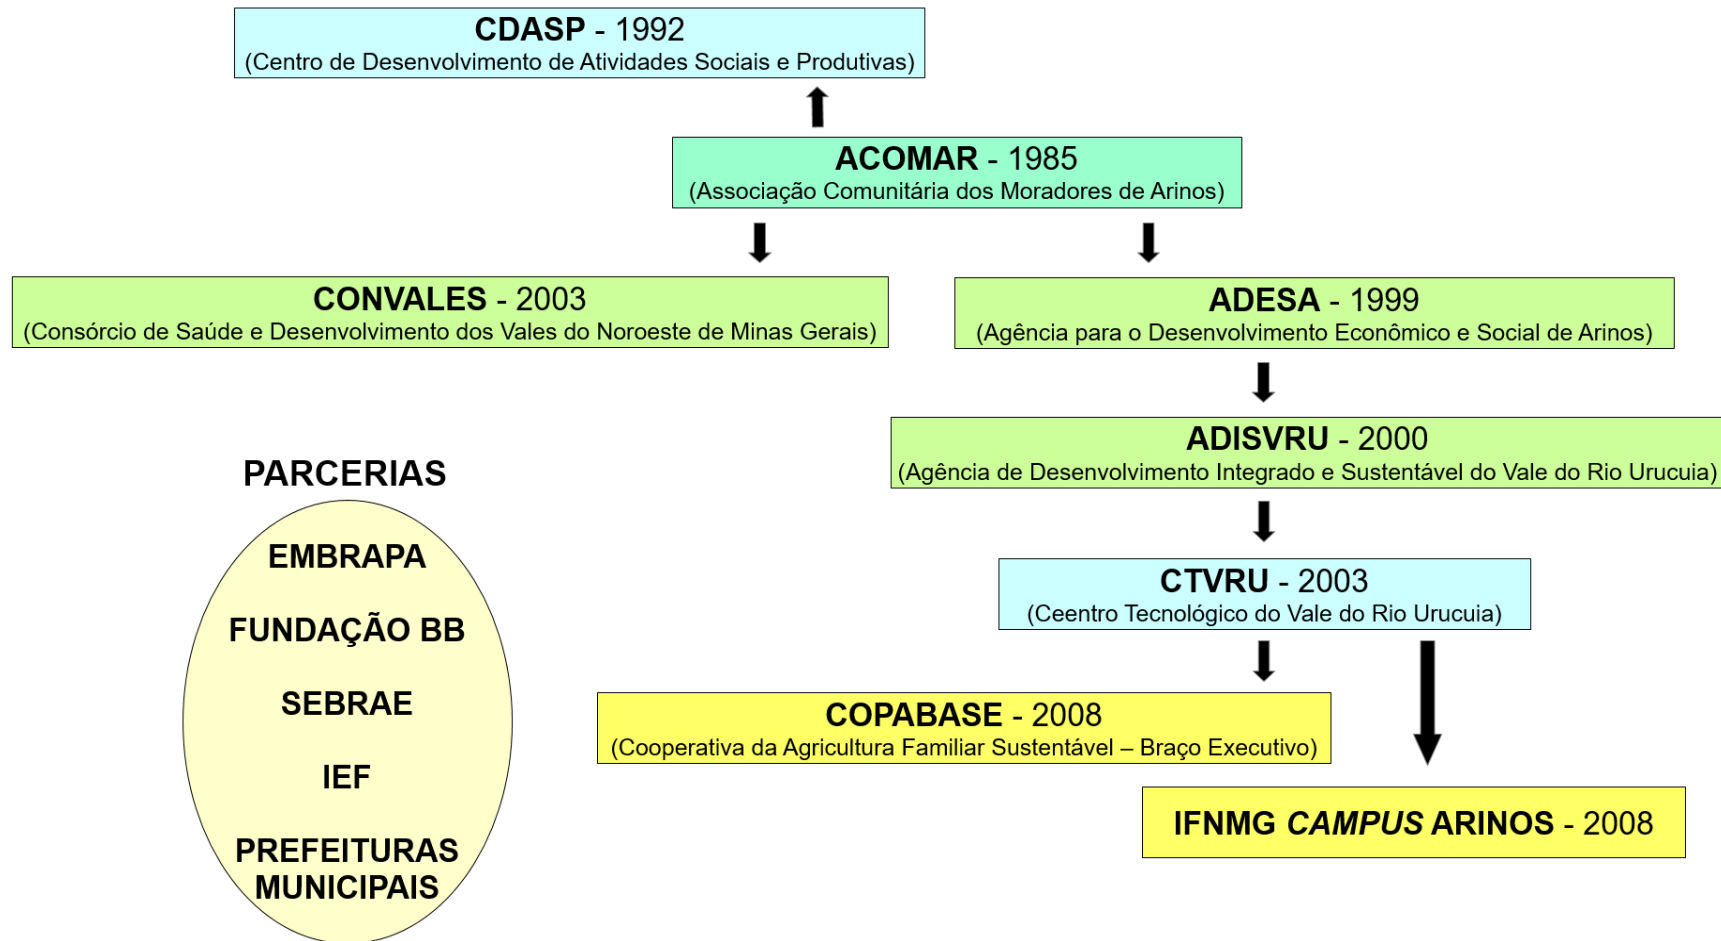 CDASP - 1992
(Centro de Desenvolvimento de Atividades Sociais e Produtivas)
ACOMAR - 1985
(Associação Comunitária dos Moradores de Arinos)
CONVALES - 2003
(Consórcio de Saúde e Desenvolvimento dos Vales do Noroeste de Minas Gerais)
ADESA - 1999
(Agência para o Desenvolvimento Econômico e Social de Arinos)
ADISVRU - 2000
(Agência de Desenvolvimento Integrado e Sustentável do Vale do Rio Urucuia)
CTVRU - 2003
(Ceentro Tecnológico do Vale do Rio Urucuia)
COPABASE - 2008
(Cooperativa da Agricultura Familiar Sustentável – Braço Executivo)
IFNMG CAMPUS ARINOS - 2008
PARCERIAS
EMBRAPA
FUNDAÇÃO BB
SEBRAE
IEF
PREFEITURAS
MUNICIPAIS